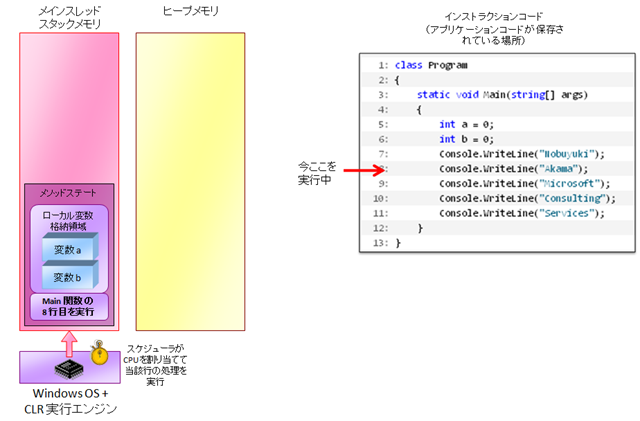 メインスレッド
スタックメモリ
ヒープメモリ
インストラクションコード
（アプリケーションコードが保存さ
れている場所）
1: class Program
2: {
3: static void Main(string[] args)
4: {
5: int a = 0;
6: int b = 0;
7: Console.WriteLine("Nobuyuki");
8: Console.WriteLine("Akama");
9: Console.WriteLine("Microsoft");
10: Console.WriteLine("Consulting");
11: Console.WriteLine("Services");
12: }
13: }
今ここを
実行中
メソッドステート
ローカル変数
格納領域
変数 a
変数 b
Main 関数の
8 行目を実行
スケジューラが
CPUを割り当てて
当該行の処理を
実行
Windows OS +
CLR 実行エンジン